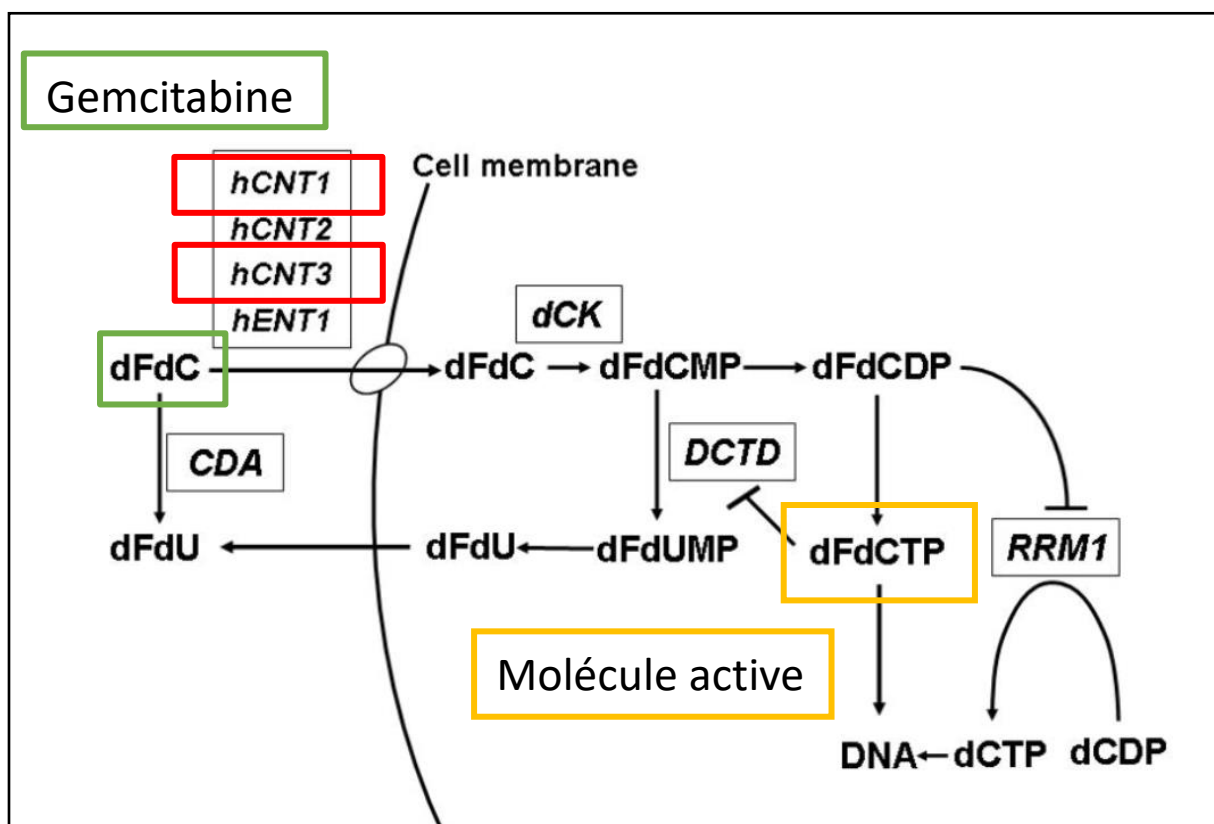 Gemcitabine
hCNT1
Cell membrane
hCNT2
hCNT3
hENT1
dCK
dFdC
dFdC
dFdCMP
dFdCDP
CDA
DCTD
dFdU
dFdU
dFdUMP
dFdCTP
RRM1
Molécule active
DNA
dCTP
dCDP